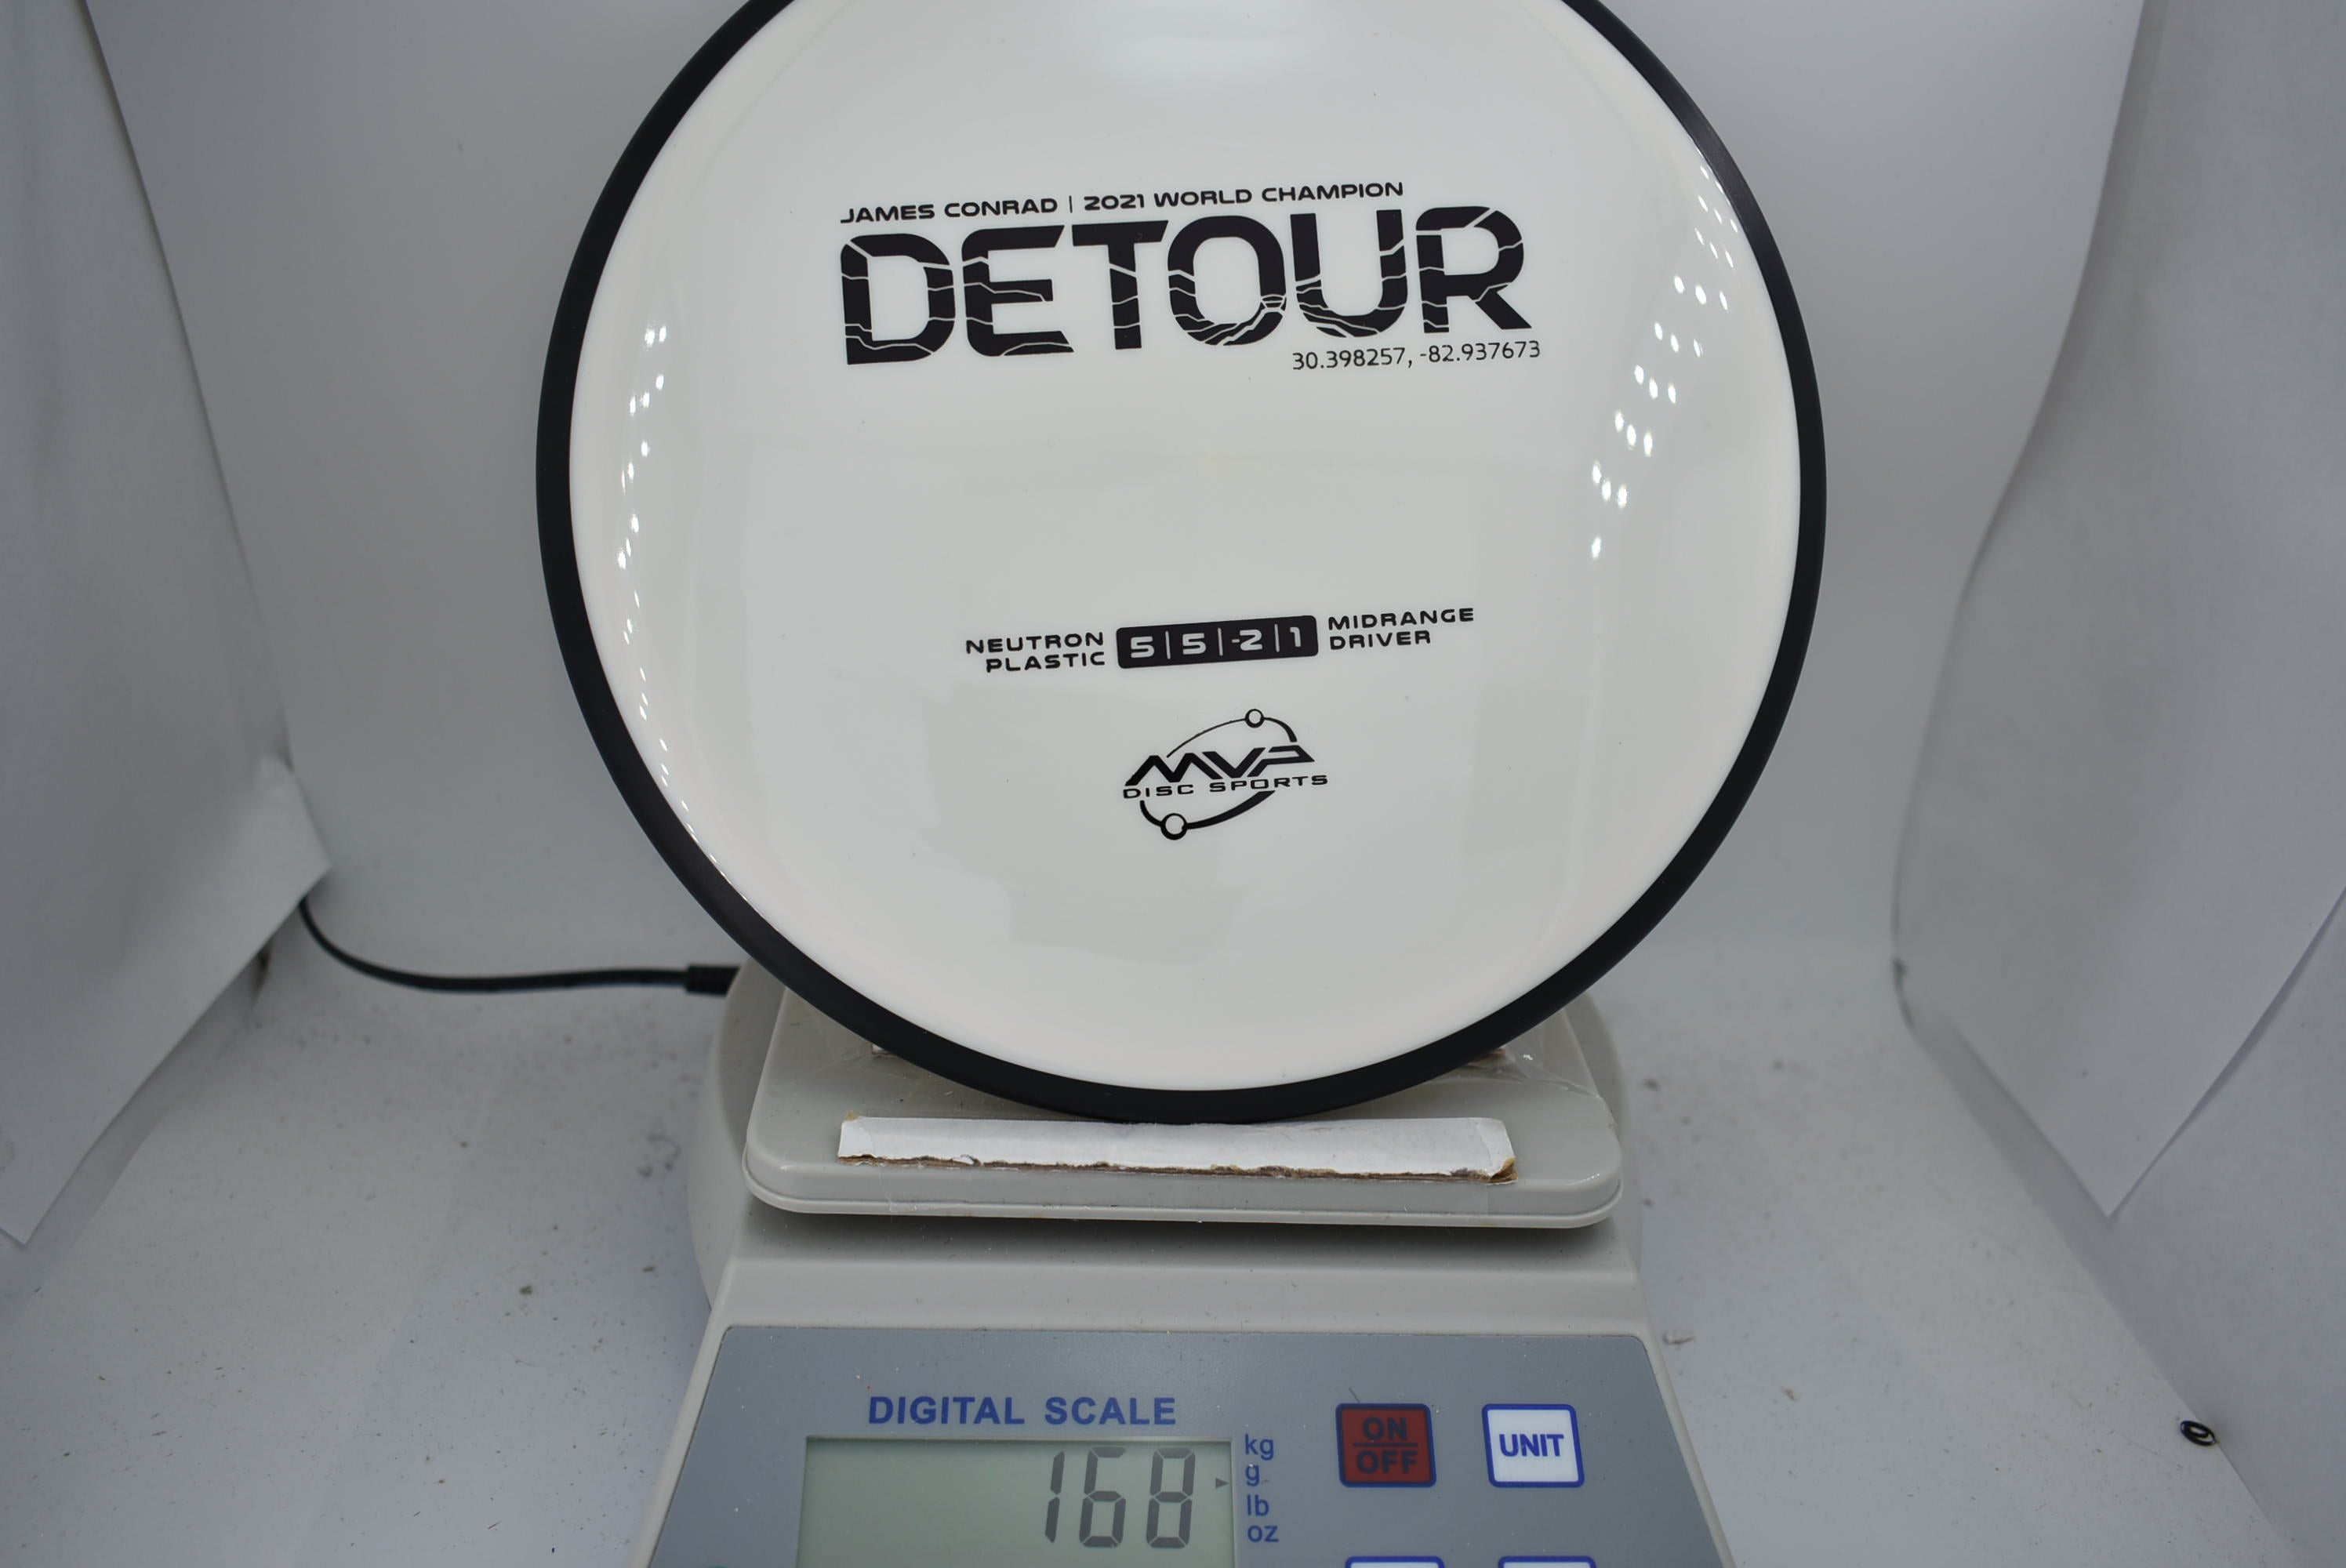 JAMES CONRAD | 2021 WORLD CHAMPION
DETOUR
30.398257, -82.937673
NEUTRON PLASTIC
5|5|-2|1
MIDRANGE DRIVER
MVP
DISC SPORTS
DIGITAL SCALE
168
kg
g
lb
oz
ON
OFF
UNIT